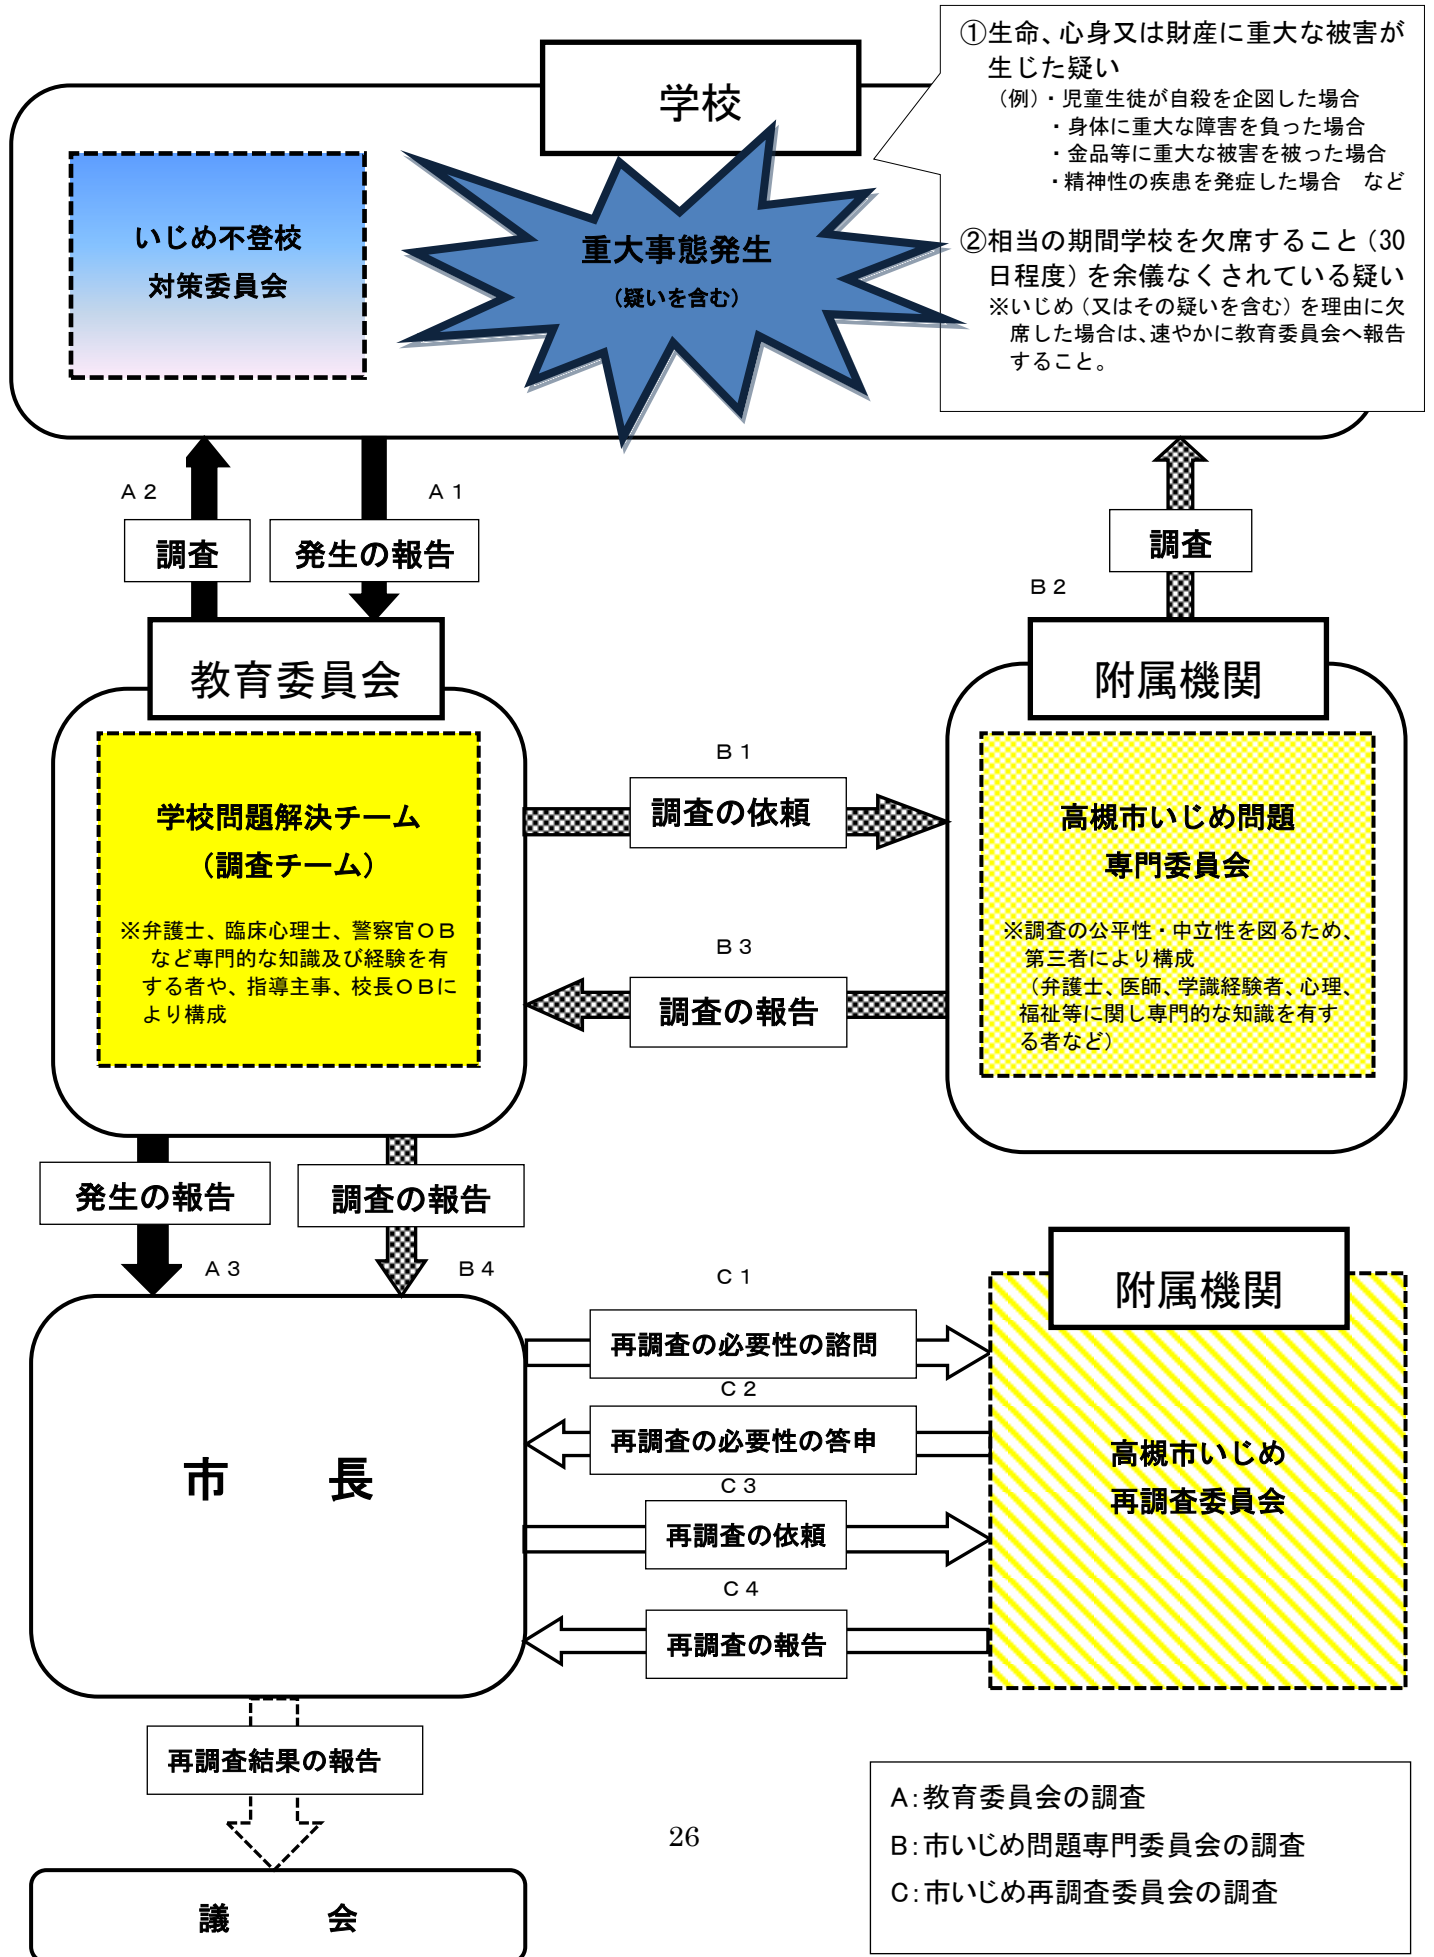 学校
①生命、心身又は財産に重大な被害が
生じた疑い
（例）・児童生徒が自殺を企図した場合
・身体に重大な障害を負った場合
・金品等に重大な被害を被った場合
・精神性の疾患を発症した場合　など
②相当の期間学校を欠席すること（30
日程度）を余儀なくされている疑い
※いじめ（又はその疑いを含む）を理由に欠
席した場合は、速やかに教育委員会へ報告
すること。
いじめ不登校
対策委員会
重大事態発生
（疑いを含む）
Ａ２
Ａ１
調査
発生の報告
調査
Ｂ２
教育委員会
附属機関
学校問題解決チーム
（調査チーム）
※弁護士、臨床心理士、警察官ＯＢ
など専門的な知識及び経験を有
する者や、指導主事、校長ＯＢに
より構成
Ｂ１
調査の依頼
Ｂ３
調査の報告
高槻市いじめ問題
専門委員会
※調査の公平性・中立性を図るため、
第三者により構成
（弁護士、医師、学識経験者、心理、
福祉等に関し専門的な知識を有す
る者など）
発生の報告
調査の報告
Ａ３
Ｂ４
附属機関
Ｃ１
再調査の必要性の諮問
Ｃ２
再調査の必要性の答申
Ｃ３
再調査の依頼
Ｃ４
再調査の報告
市　　長
高槻市いじめ
再調査委員会
再調査結果の報告
議　　会
26
A：教育委員会の調査
B：市いじめ問題専門委員会の調査
C：市いじめ再調査委員会の調査